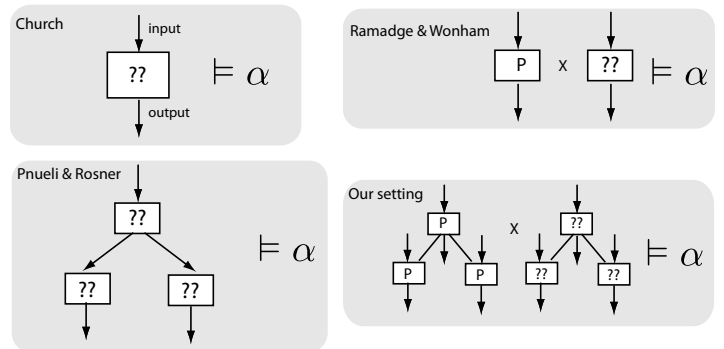 Church
input
??
⊨ α
output
Ramadge & Wonham
P X ?? ⊨ α
Pnueli & Rosner
??
⊨ α
?? ??
Our setting
P X ??
⊨ α
P P ?? ??